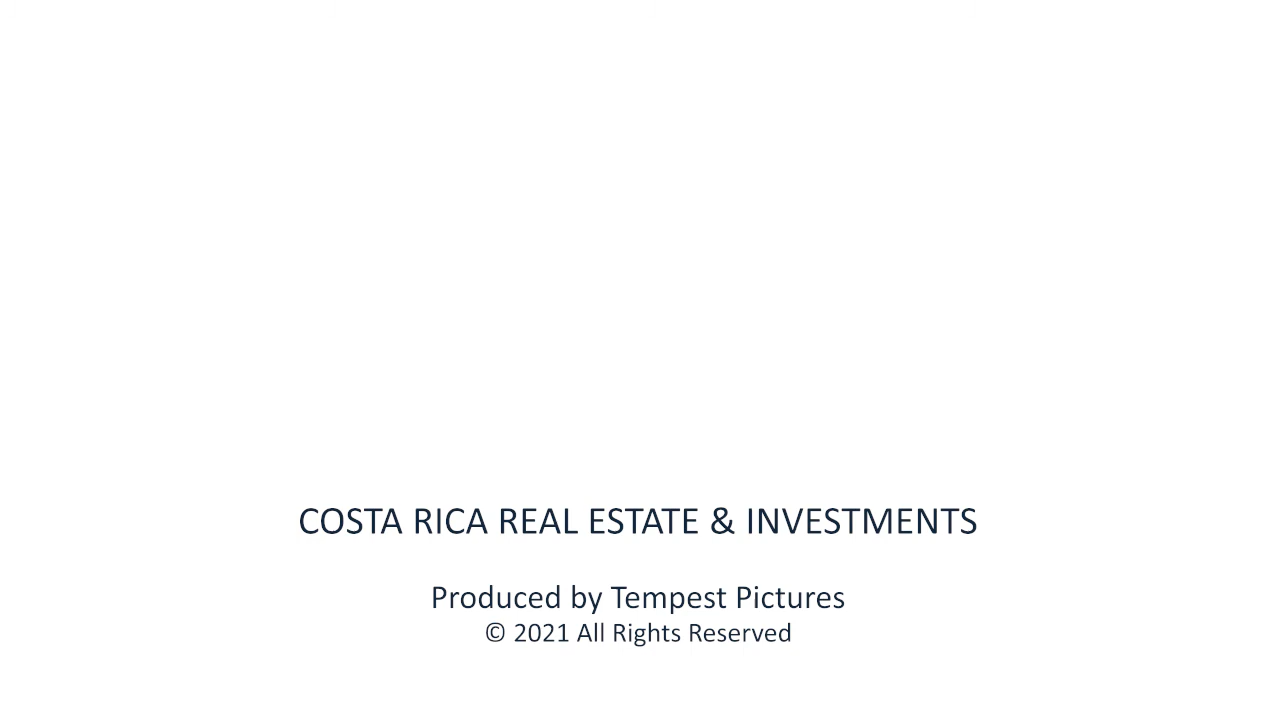 COSTA RICA REAL ESTATE & INVESTMENTS
Produced by Tempest Pictures
© 2021 All Rights Reserved